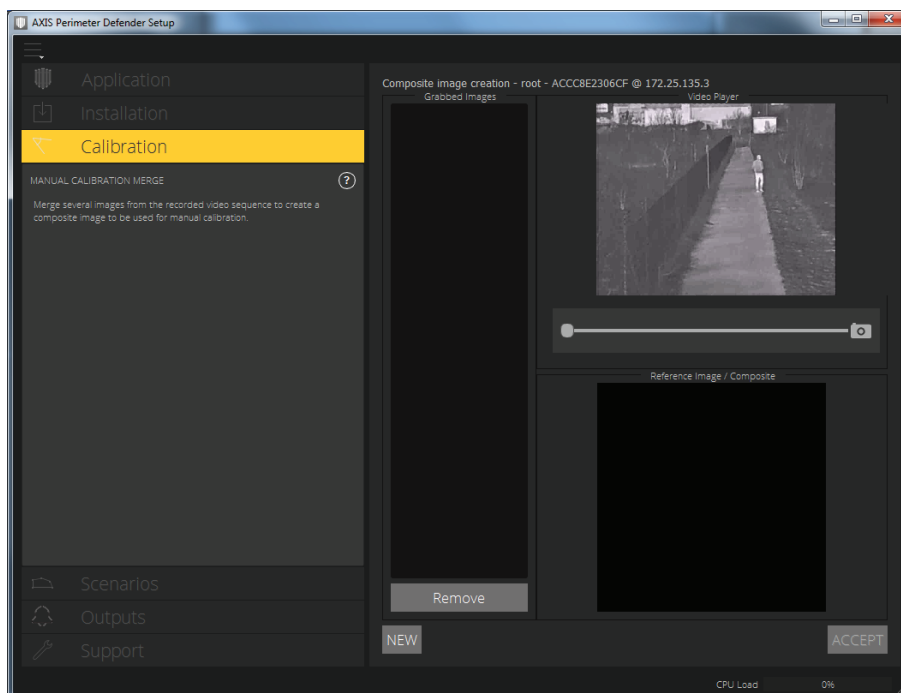 AXIS Perimeter Defender Setup
Application
Installation
Calibration
MANUAL CALIBRATION MERGE
?
Merge several images from the recorded video sequence to create a
composite image to be used for manual calibration.
Scenarios
Outputs
Support
Composite image creation - root - ACCC8E2306CF @ 172.25.135.3
Grabbed Images
Remove
Video Player
Reference Image / Composite
NEW
ACCEPT
CPU Load
0%